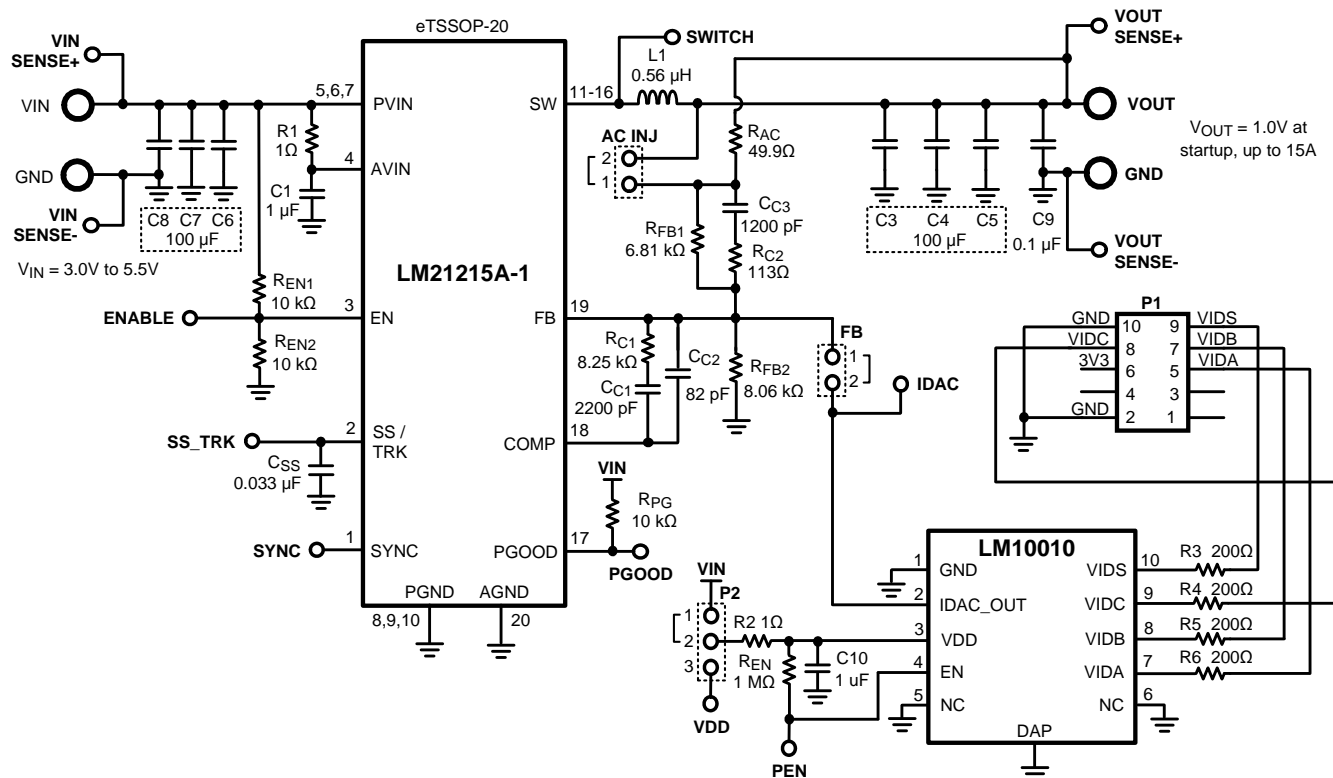 eTSSOP-20
VIN
SENSE+
VIN
GND
VIN
SENSE-
C8 C7 C6
100 µF
VIN = 3.0V to 5.5V
R1
1Ω
C1
1 µF
REN1
10 kΩ
ENABLE
REN2
10 kΩ
SS_TRK
CSS
0.033 µF
SYNC
5,6,7
4
3
2
1
PVIN
AVIN
LM21215A-1
EN
SS /
TRK
SYNC
PGND
AGND
8,9,10
20
SW
FB
COMP
PGOOD
11-16
19
18
17
SWITCH
L1
0.56 µH
AC INJ
2
1
RAC
49.9Ω
CC3
1200 pF
RFB1
6.81 kΩ
RC2
113Ω
RC1
8.25 kΩ
CC1
2200 pF
CC2
82 pF
RFB2
8.06 kΩ
FB
1
2
IDAC
VIN
RPG
10 kΩ
PGOOD
C3 C4 C5
100 µF
C9
0.1 µF
VOUT
SENSE+
VOUT
VOUT = 1.0V at
startup, up to 15A
GND
VOUT
SENSE-
P1
GND 10 9 VIDS
VIDC 8 7 VIDB
3V3 6 5 VIDA
4 3
GND 2 1
VIN
P2
1
2
3
VDD
R2 1Ω
REN
1 MΩ
C10
1 uF
PEN
LM10010
1 GND
2 IDAC_OUT
3 VDD
4 EN
5 NC
DAP
VIDS 10 R3 200Ω
VIDC 9 R4 200Ω
VIDB 8 R5 200Ω
VIDA 7 R6 200Ω
NC 6